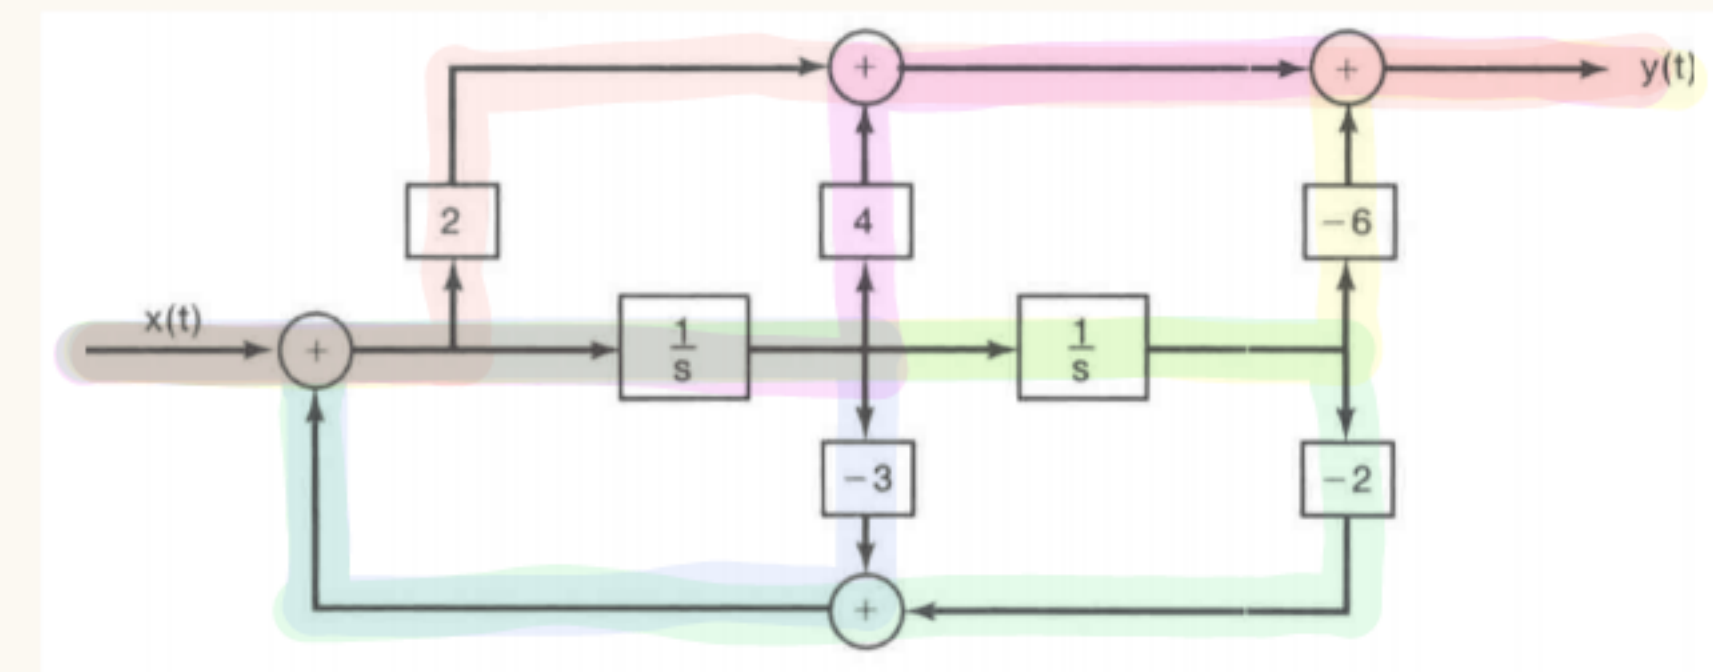 + + y(t)
2 4 −6
x(t)
+ 1/s 1/s
−3 −2
+